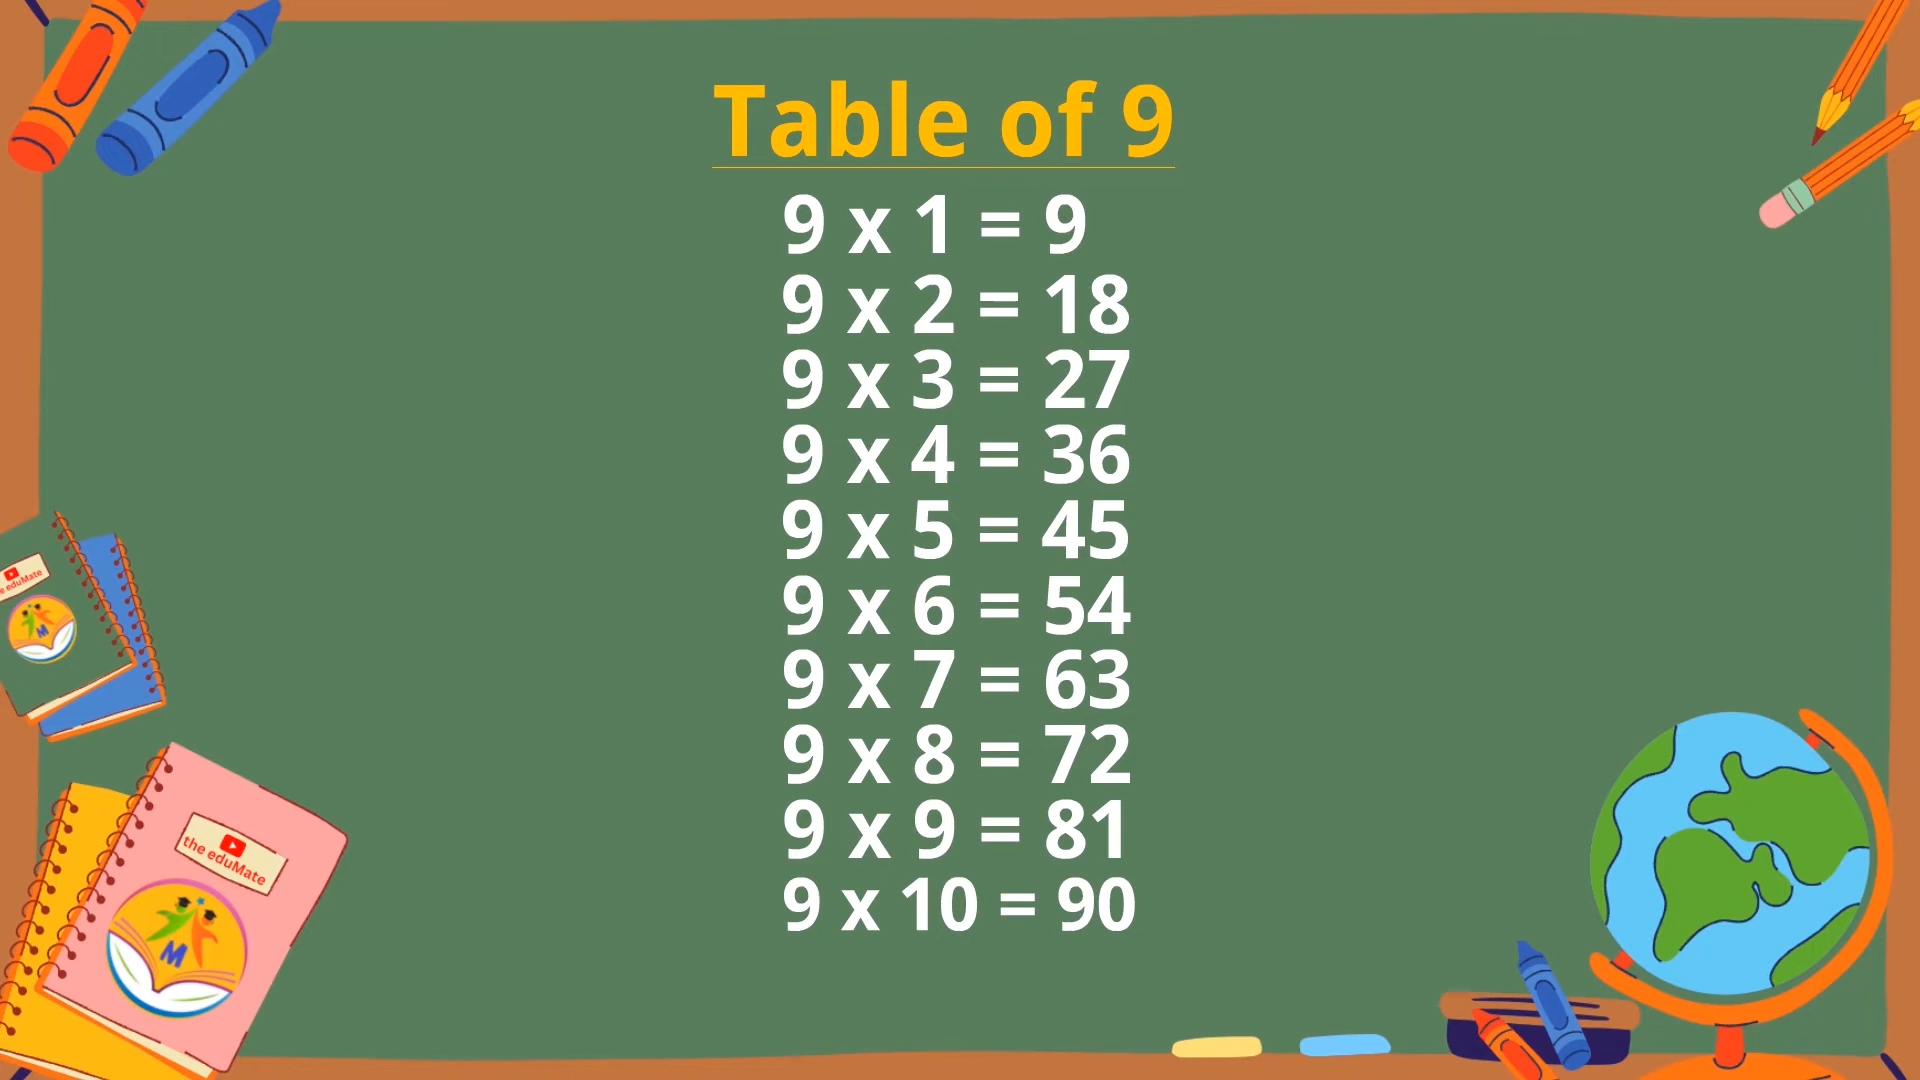 Table of 9
9 x 1 = 9
9 x 2 = 18
9 x 3 = 27
9 x 4 = 36
9 x 5 = 45
9 x 6 = 54
9 x 7 = 63
9 x 8 = 72
9 x 9 = 81
9 x 10 = 90
eduMate
M
the eduMate
M